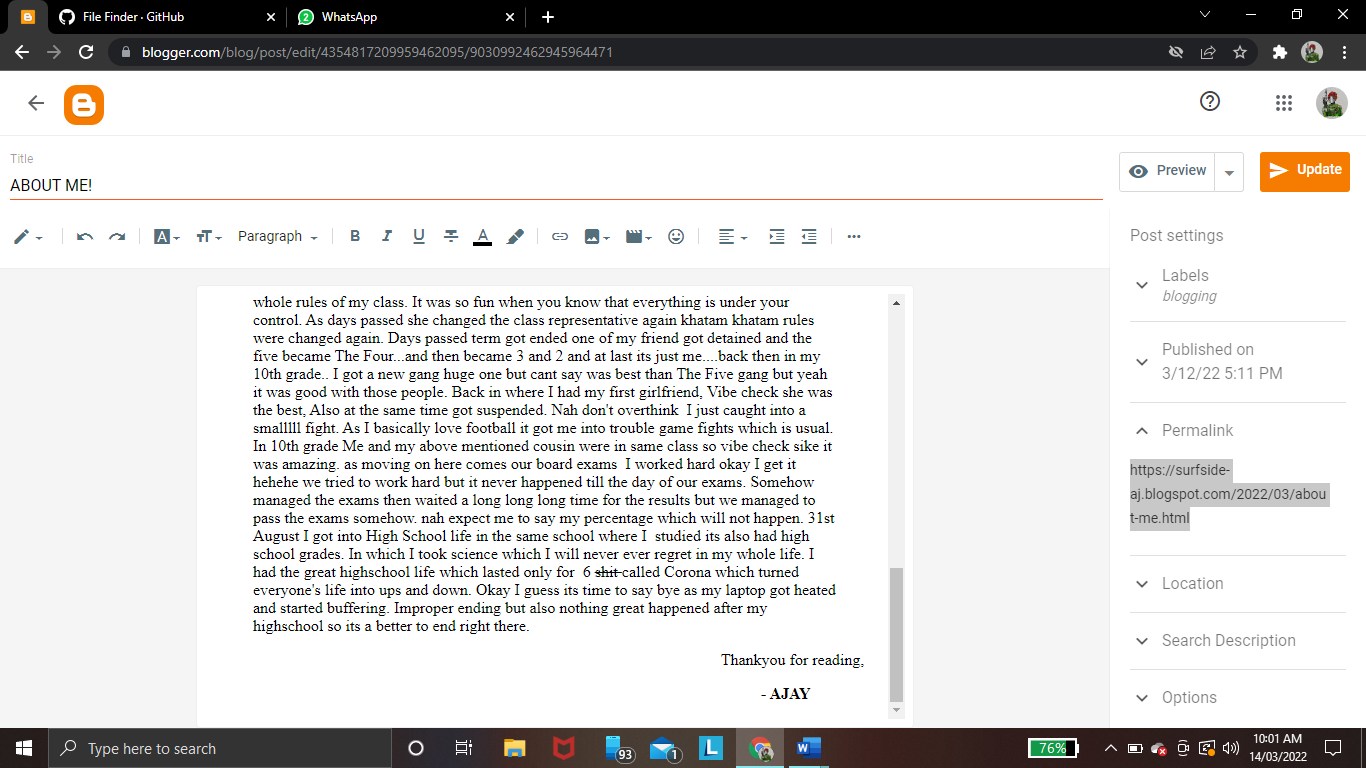 File Finder · GitHub
2
WhatsApp
blogger.com/blog/post/edit/4354817209959462095/9030992462945964471
Title
ABOUT ME!
Preview
Update
Paragraph
B I U A
Post settings
Labels
blogging
Published on
3/12/22 5:11 PM
Permalink
https://surfside-
aj.blogspot.com/2022/03/abou
t-me.html
Location
Search Description
Options
whole rules of my class. It was so fun when you know that everything is under your
control. As days passed she changed the class representative again khatam khatam rules
were changed again. Days passed term got ended one of my friend got detained and the
five became The Four...and then became 3 and 2 and at last its just me....back then in my
10th grade.. I got a new gang huge one but cant say was best than The Five gang but yeah
it was good with those people. Back in where I had my first girlfriend, Vibe check she was
the best, Also at the same time got suspended. Nah don't overthink  I just caught into a
smalllll fight. As I basically love football it got me into trouble game fights which is usual.
In 10th grade Me and my above mentioned cousin were in same class so vibe check sike it
was amazing. as moving on here comes our board exams  I worked hard okay I get it
hehehe we tried to work hard but it never happened till the day of our exams. Somehow
managed the exams then waited a long long long time for the results but we managed to
pass the exams somehow. nah expect me to say my percentage which will not happen. 31st
August I got into High School life in the same school where I  studied its also had high
school grades. In which I took science which I will never ever regret in my whole life. I
had the great highschool life which lasted only for  6 shit called Corona which turned
everyone's life into ups and down. Okay I guess its time to say bye as my laptop got heated
and started buffering. Improper ending but also nothing great happened after my
highschool so its a better to end right there.
Thankyou for reading,
- AJAY
Type here to search
93
1
L
W
76%
10:01 AM
14/03/2022